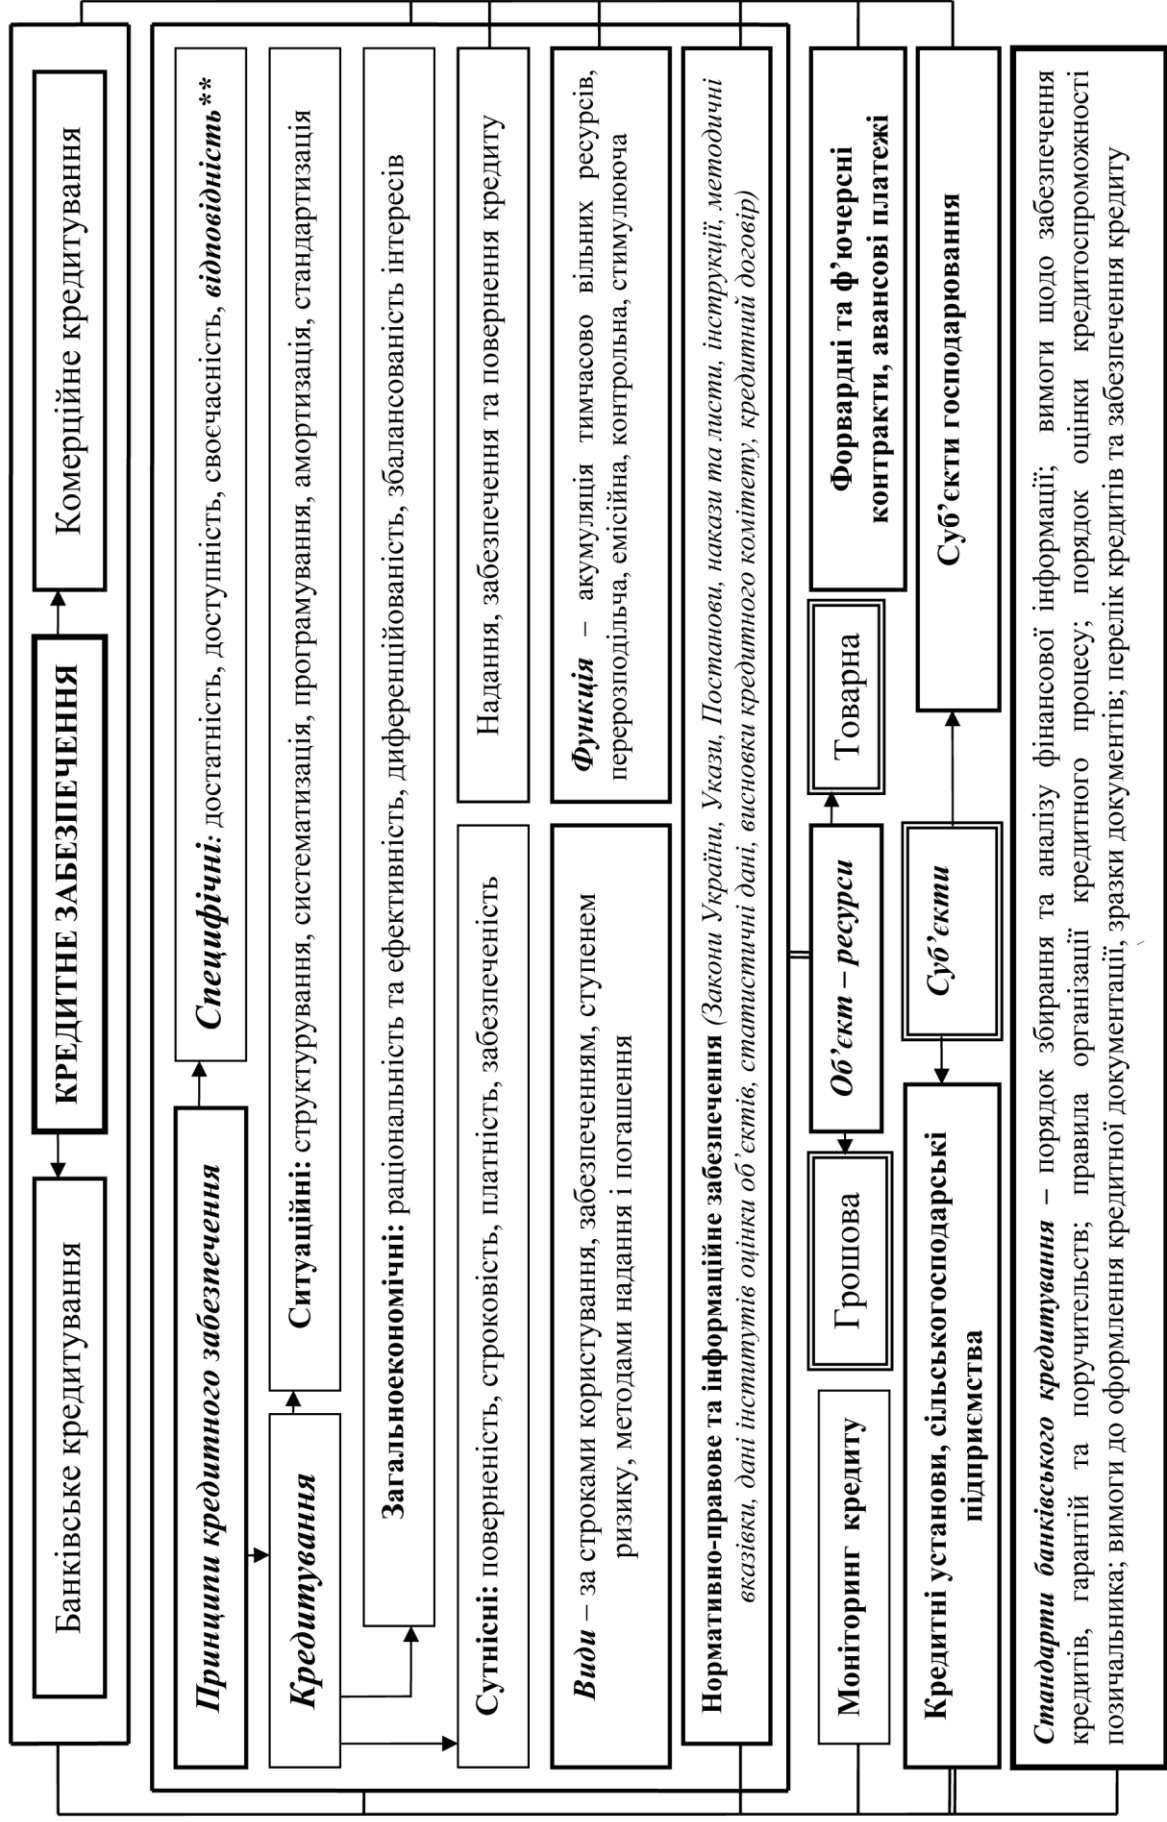 Банківське кредитування
КРЕДИТНЕ ЗАБЕЗПЕЧЕННЯ
Комерційне кредитування
Принципи кредитного забезпечення
Специфічні: достатність, доступність, своєчасність, відповідність**
Кредитування
Ситуаційні: структурування, систематизація, програмування, амортизація, стандартизація
Загальноекономічні: раціональність та ефективність, диференційованість, збалансованість інтересів
Сутнісні: поверненість, строковість, платність, забезпеченість
Надання, забезпечення та повернення кредиту
Види – за строками користування, забезпеченням, ступенем
ризику, методами надання і погашення
Функція – акумуляція тимчасово вільних ресурсів,
перерозподільча, емісійна, контрольна, стимулююча
Нормативно-правове та інформаційне забезпечення (Закони України, Укази, Постанови, накази та листи, інструкції, методичні
вказівки, дані інститутів оцінки об’єктів, статистичні дані, висновки кредитного комітету, кредитний договір)
Моніторинг кредиту
Грошова
Об’єкт – ресурси
Товарна
Форвардні та ф’ючерсні
контракти, авансові платежі
Кредитні установи, сільськогосподарські
підприємства
Суб’єкти
Суб’єкти господарювання
Стандарти банківського кредитування – порядок збирання та аналізу фінансової інформації; вимоги щодо забезпечення
кредитів, гарантій та поручительств; правила організації кредитного процесу; порядок оцінки кредитоспроможності
позичальника; вимоги до оформлення кредитної документації, зразки документів; перелік кредитів та забезпечення кредиту